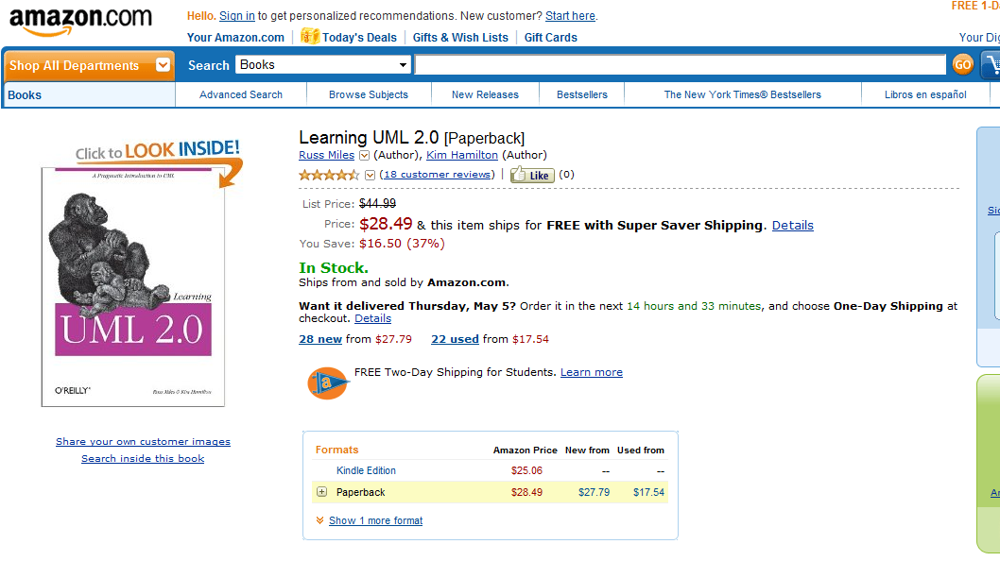 amazon.com
Hello. Sign in to get personalized recommendations. New customer? Start here.
FREE 1-D
Your Amazon.com Today's Deals Gifts & Wish Lists Gift Cards
Your Dig
Shop All Departments Search Books GO
Books Advanced Search Browse Subjects New Releases Bestsellers The New York Times® Bestsellers Libros en español
Click to LOOK INSIDE!
A Pragmatic Introduction to UML
Learning
UML 2.0
O'REILLY®
Russ Miles & Kim Hamilton
Share your own customer images
Search inside this book
Learning UML 2.0 [Paperback]
Russ Miles (Author), Kim Hamilton (Author)
(18 customer reviews) | Like (0)
List Price: $44.99
Price: $28.49 & this item ships for FREE with Super Saver Shipping. Details
You Save: $16.50 (37%)
In Stock.
Ships from and sold by Amazon.com.
Want it delivered Thursday, May 5? Order it in the next 14 hours and 33 minutes, and choose One-Day Shipping at
checkout. Details
28 new from $27.79 22 used from $17.54
a
FREE Two-Day Shipping for Students. Learn more
Formats Amazon Price New from Used from
Kindle Edition $25.06 -- --
Paperback $28.49 $27.79 $17.54
Show 1 more format